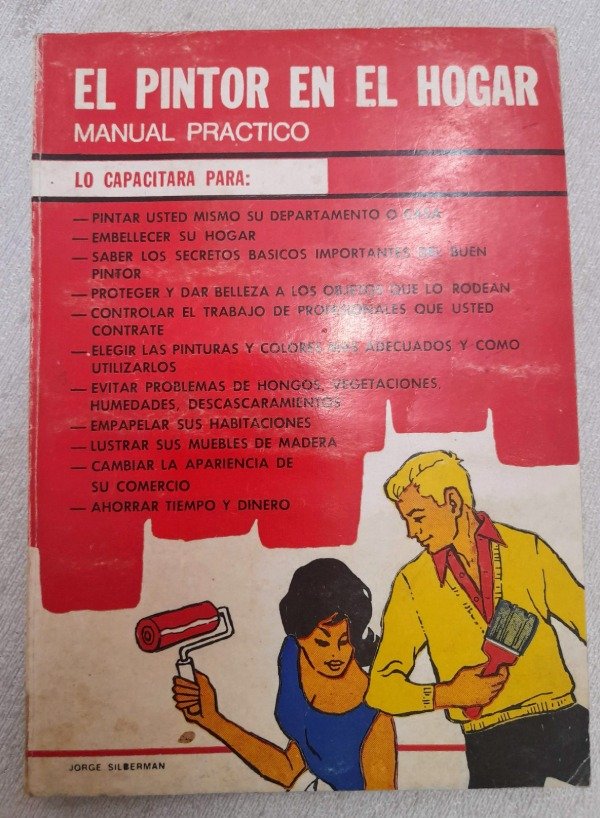 EL PINTOR EN EL HOGAR
MANUAL PRACTICO
LO CAPACITARA PARA:
— PINTAR USTED MISMO SU DEPARTAMENTO O CASA
— EMBELLECER SU HOGAR
— SABER LOS SECRETOS BASICOS IMPORTANTES DEL BUEN
PINTOR
— PROTEGER Y DAR BELLEZA A LOS OBJETOS QUE LO RODEAN
— CONTROLAR EL TRABAJO DE PROFESIONALES QUE USTED
CONTRATE
— ELEGIR LAS PINTURAS Y COLORES MAS ADECUADOS Y COMO
UTILIZARLOS
— EVITAR PROBLEMAS DE HONGOS, VEGETACIONES,
HUMEDADES, DESCASCARAMIENTOS
— EMPAPELAR SUS HABITACIONES
— LUSTRAR SUS MUEBLES DE MADERA
— CAMBIAR LA APARIENCIA DE
SU COMERCIO
— AHORRAR TIEMPO Y DINERO
JORGE SILBERMAN